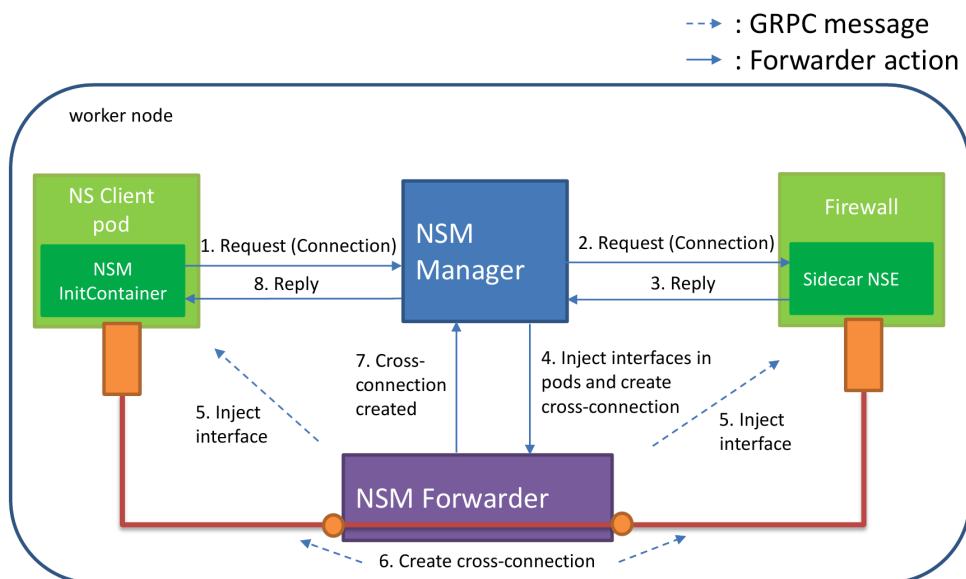 : GRPC message
: Forwarder action
worker node
NS Client
pod
NSM
InitContainer
1. Request (Connection)
8. Reply
NSM
Manager
2. Request (Connection)
3. Reply
Firewall
Sidecar NSE
7. Cross-
connection
created
4. Inject interfaces in
pods and create
cross-connection
5. Inject
interface
5. Inject
interface
NSM Forwarder
6. Create cross-connection